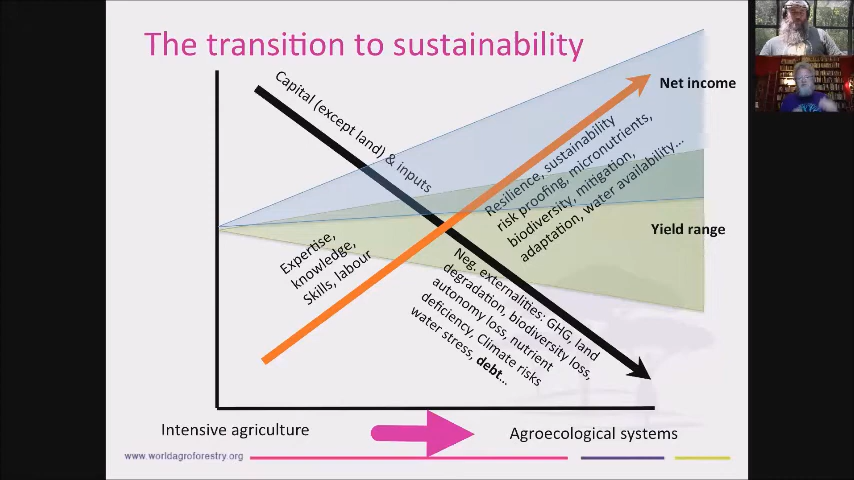 The transition to sustainability
Capital (except land) & inputs
Net income
Resilience, sustainability
risk proofing, micronutrients,
biodiversity, mitigation,
adaptation, water availability...
Yield range
Expertise,
knowledge,
Skills, labour
Neg. externalities: GHG, land
degradation, biodiversity loss,
autonomy loss, nutrient
deficiency, Climate risks
water stress, debt...
Intensive agriculture
Agroecological systems
www.worldagroforestry.org